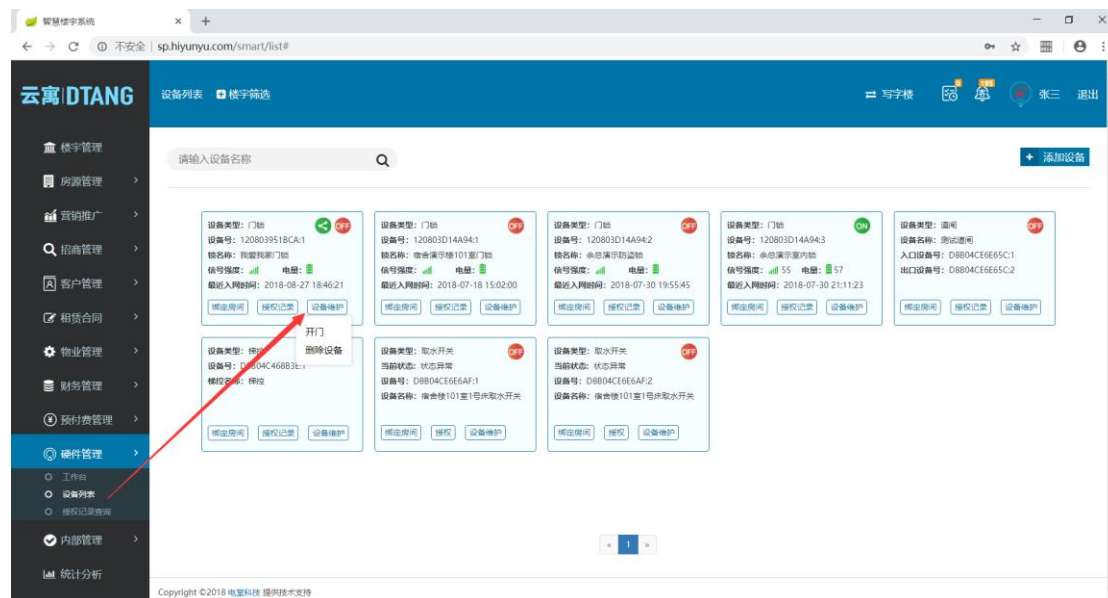 智慧楼宇系统
不安全 | sp.hiyunyu.com/smart/list#
云寓|DTANG
设备列表 楼宇筛选
写字楼 张三 退出
楼宇管理
房源管理
营销推广
招商管理
客户管理
租赁合同
物业管理
财务管理
预付费管理
硬件管理
工作台
设备列表
授权记录查询
内部管理
统计分析
请输入设备名称
+ 添加设备
设备类型：门锁 OFF
设备号：120803951BCA:1
锁名称：我爱我家门锁
信号强度： 电量：
最近入网时间：2018-08-27 18:46:21
绑定房间 授权记录 设备维护
开门
删除设备
设备类型：门锁 OFF
设备号：120803D14A94:1
锁名称：宿舍演示楼101室门锁
信号强度： 电量：
最近入网时间：2018-07-18 15:02:00
绑定房间 授权记录 设备维护
设备类型：门锁 OFF
设备号：120803D14A94:2
锁名称：余总演示防盗锁
信号强度： 电量：
最近入网时间：2018-07-30 19:55:45
绑定房间 授权记录 设备维护
设备类型：门锁 ON
设备号：120803D14A94:3
锁名称：余总演示室内锁
信号强度： 55 电量： 57
最近入网时间：2018-07-30 21:11:23
绑定房间 授权记录 设备维护
设备类型：道闸 OFF
设备名称：测试道闸
入口设备号：D8B04CE6E65C:1
出口设备号：D8B04CE6E65C:2
绑定房间 授权记录 设备维护
设备类型：梯控
设备号：D8B04C468B3E:1
梯控名称：梯控
绑定房间 授权记录 设备维护
设备类型：取水开关 OFF
当前状态：状态异常
设备号：D8B04CE6E6AF:1
设备名称：宿舍楼101室1号床取水开关
绑定房间 授权 设备维护
设备类型：取水开关 OFF
当前状态：状态异常
设备号：D8B04CE6E6AF:2
设备名称：宿舍楼101室1号床取水开关
绑定房间 授权 设备维护
« 1 »
Copyright ©2018 电堂科技 提供技术支持